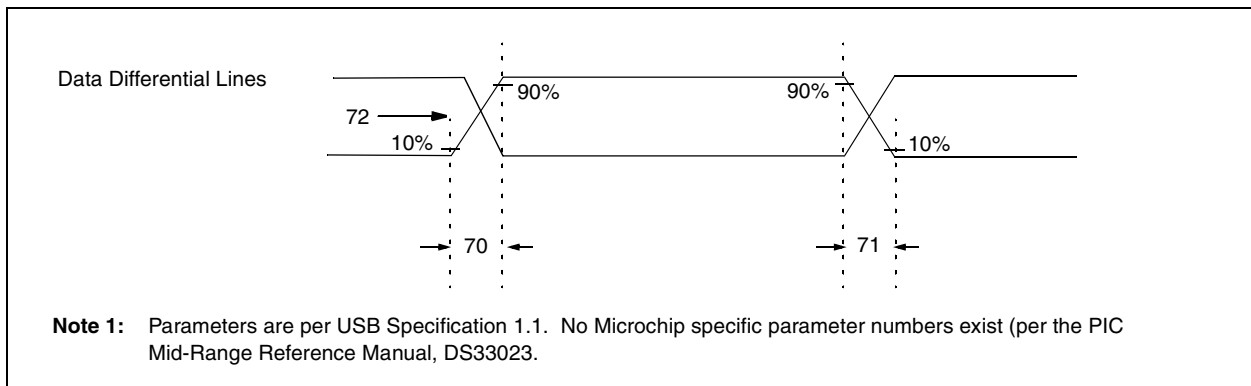 Data Differential Lines
90%
90%
72
10%
10%
70
71
Note 1: Parameters are per USB Specification 1.1. No Microchip specific parameter numbers exist (per the PIC
Mid-Range Reference Manual, DS33023.